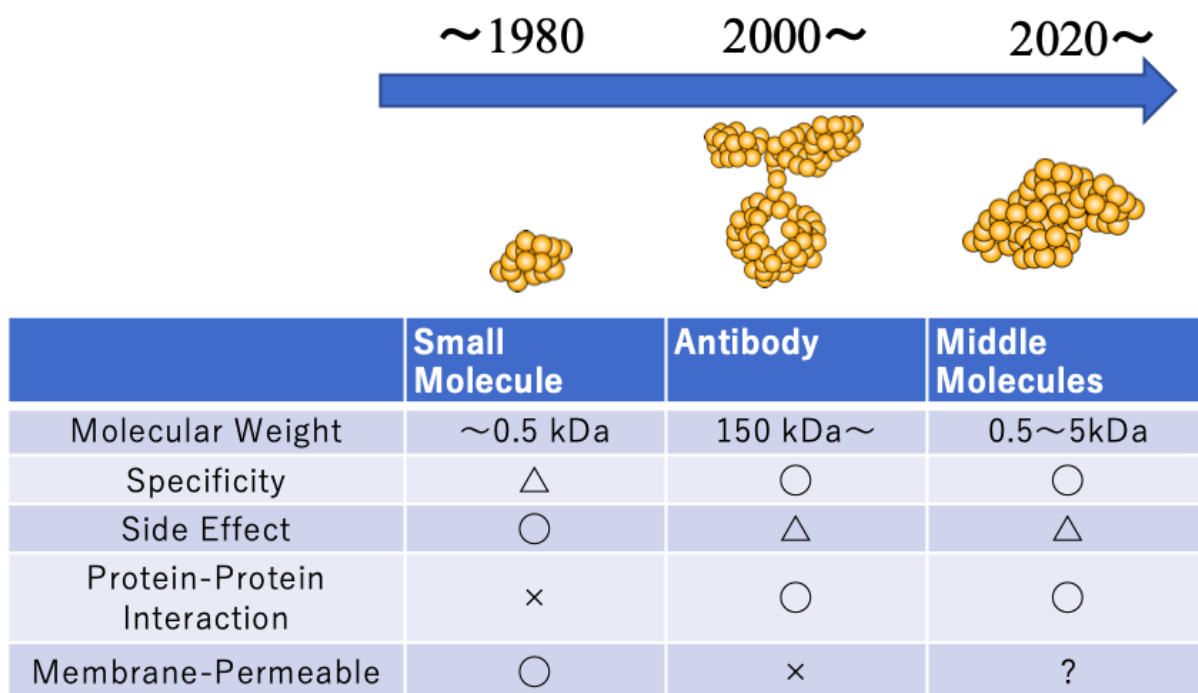 ～1980 2000～ 2020～
Small Antibody Middle
Molecule Molecules
Molecular Weight ～0.5 kDa 150 kDa～ 0.5～5kDa
Specificity △ ○ ○
Side Effect ○ △ △
Protein-Protein
Interaction × ○ ○
Membrane-Permeable ○ × ?